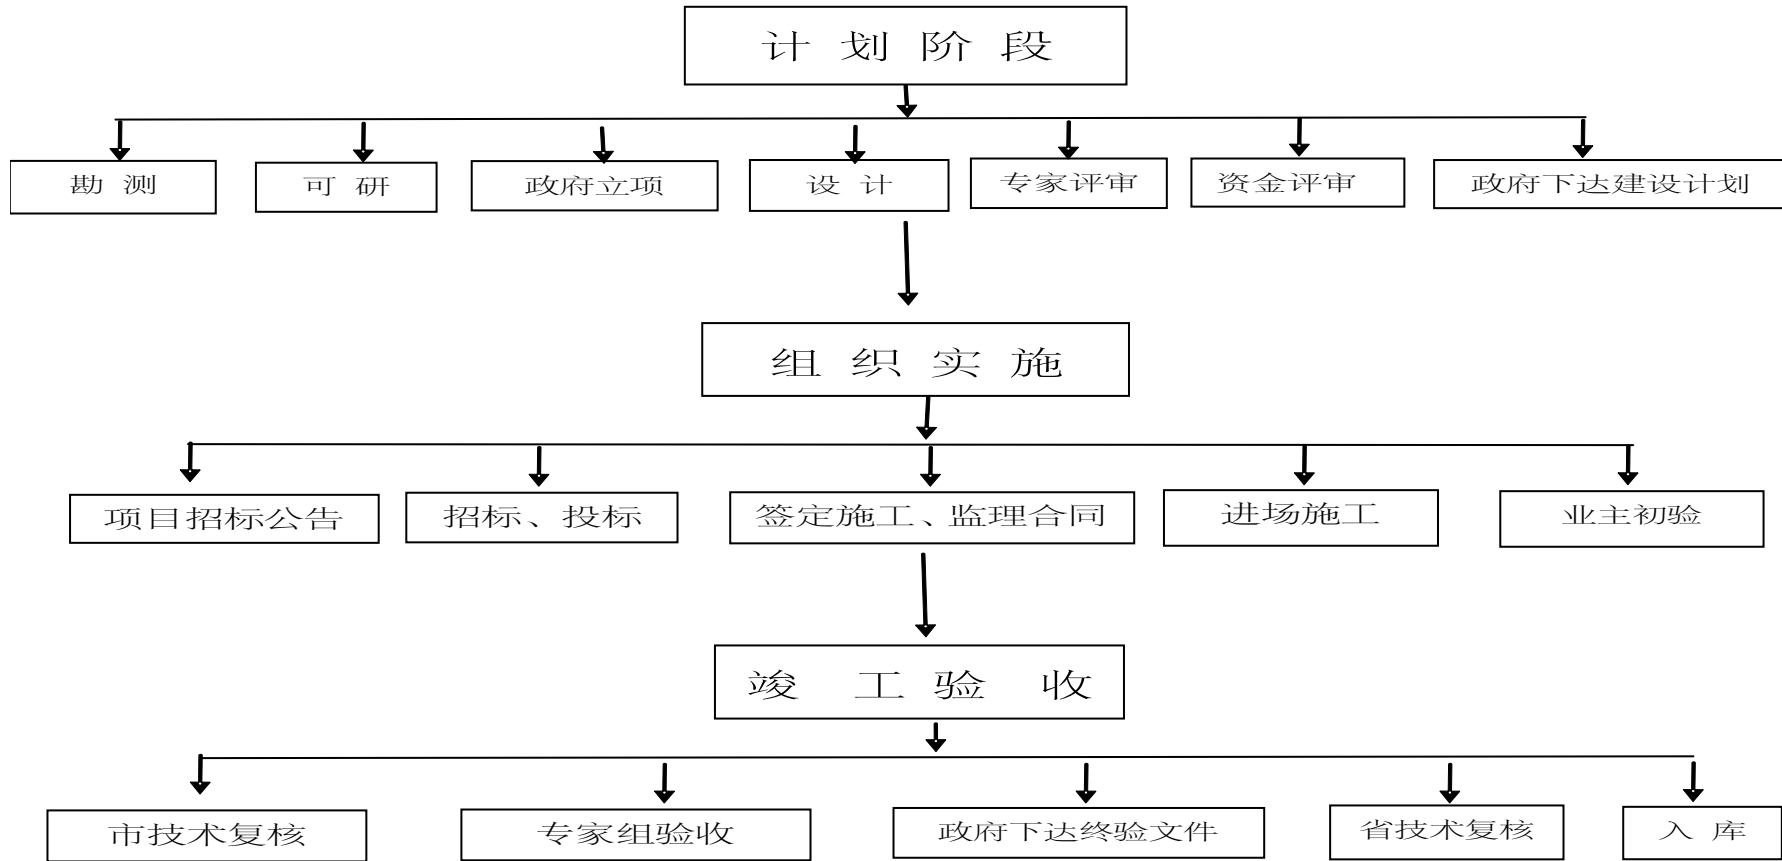 计划阶段
勘测
可研
政府立项
设计
专家评审
资金评审
政府下达建设计划
组织实施
项目招标公告
招标、投标
签定施工、监理合同
进场施工
业主初验
竣工验收
市技术复核
专家组验收
政府下达终验文件
省技术复核
入库